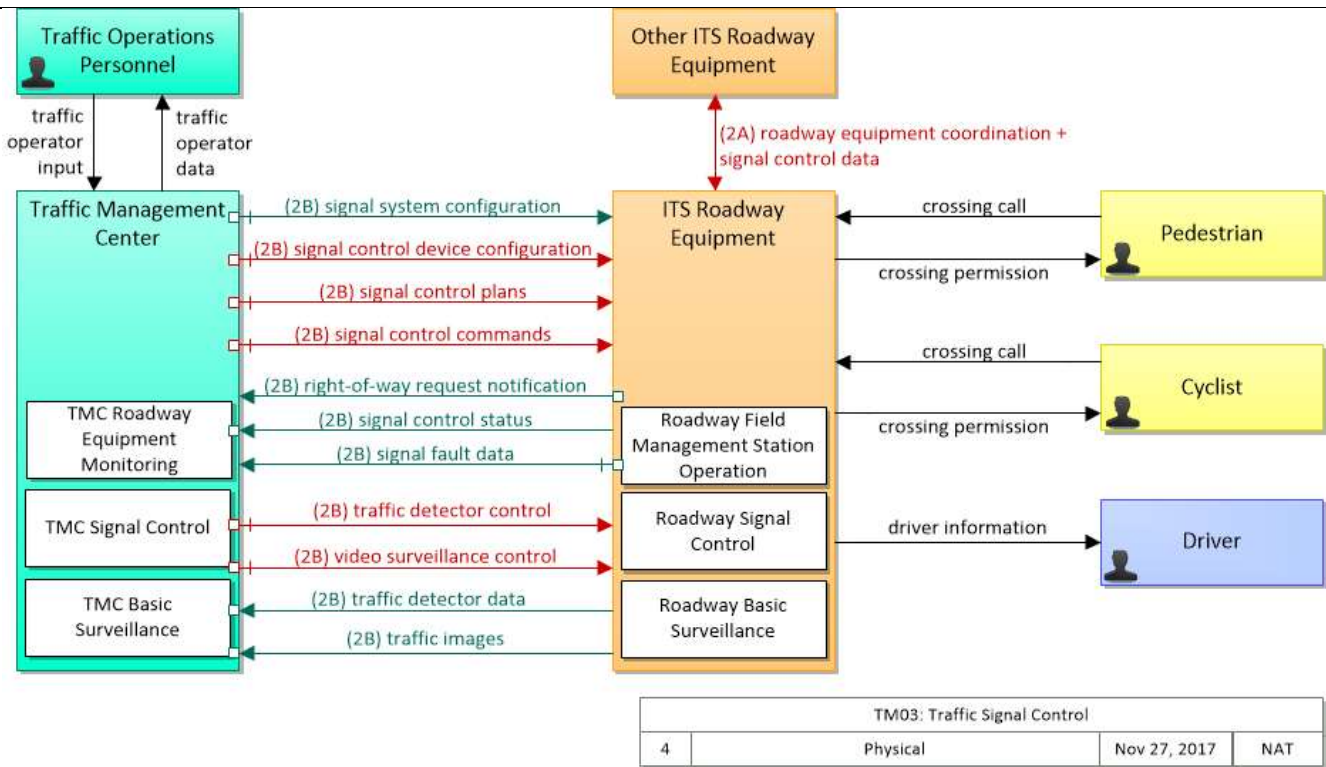 Traffic Operations
Personnel
Other ITS Roadway
Equipment
traffic
operator
input
traffic
operator
data
(2A) roadway equipment coordination +
signal control data
Traffic Management
Center
(2B) signal system configuration
(2B) signal control device configuration
(2B) signal control plans
(2B) signal control commands
(2B) right-of-way request notification
(2B) signal control status
(2B) signal fault data
(2B) traffic detector control
(2B) video surveillance control
(2B) traffic detector data
(2B) traffic images
TMC Roadway
Equipment
Monitoring
TMC Signal Control
TMC Basic
Surveillance
ITS Roadway
Equipment
Roadway Field
Management Station
Operation
Roadway Signal
Control
Roadway Basic
Surveillance
crossing call
crossing permission
Pedestrian
crossing call
crossing permission
Cyclist
driver information
Driver
TM03: Traffic Signal Control
4 Physical Nov 27, 2017 NAT